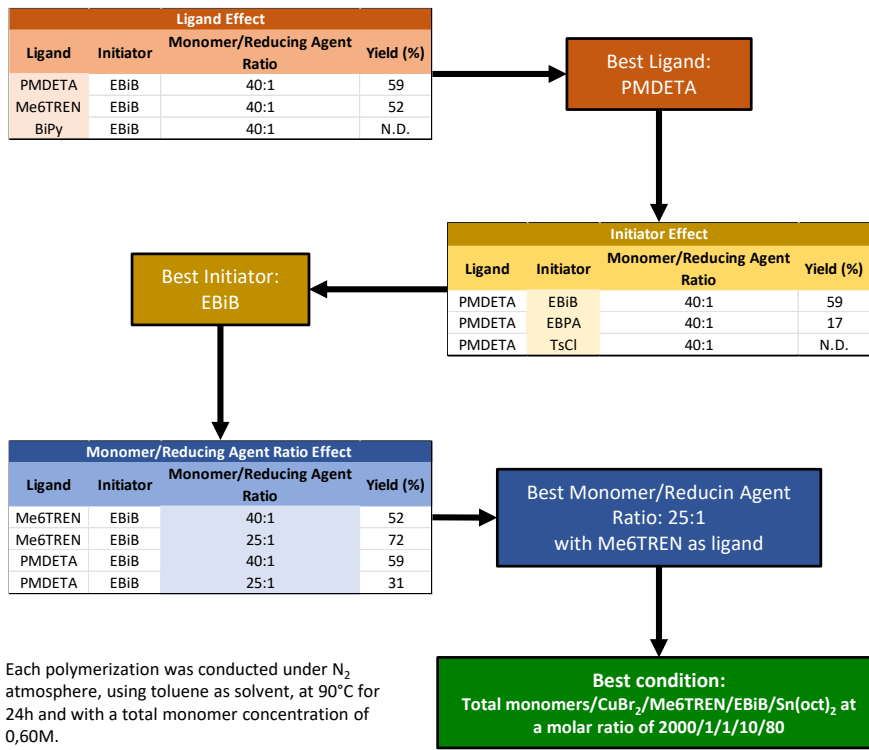 Ligand Effect
Ligand Initiator Monomer/Reducing Agent Ratio Yield (%)
PMDETA EBiB 40:1 59
Me6TREN EBiB 40:1 52
BiPy EBiB 40:1 N.D.
Best Ligand:
PMDETA
Initiator Effect
Ligand Initiator Monomer/Reducing Agent Ratio Yield (%)
PMDETA EBiB 40:1 59
PMDETA EBPA 40:1 17
PMDETA TsCl 40:1 N.D.
Best Initiator:
EBiB
Monomer/Reducing Agent Ratio Effect
Ligand Initiator Monomer/Reducing Agent Ratio Yield (%)
Me6TREN EBiB 40:1 52
Me6TREN EBiB 25:1 72
PMDETA EBiB 40:1 59
PMDETA EBiB 25:1 31
Best Monomer/Reducin Agent
Ratio: 25:1
with Me6TREN as ligand
Each polymerization was conducted under N₂
atmosphere, using toluene as solvent, at 90°C for
24h and with a total monomer concentration of
0,60M.
Best condition:
Total monomers/CuBr₂/Me6TREN/EBiB/Sn(oct)₂ at
a molar ratio of 2000/1/1/10/80